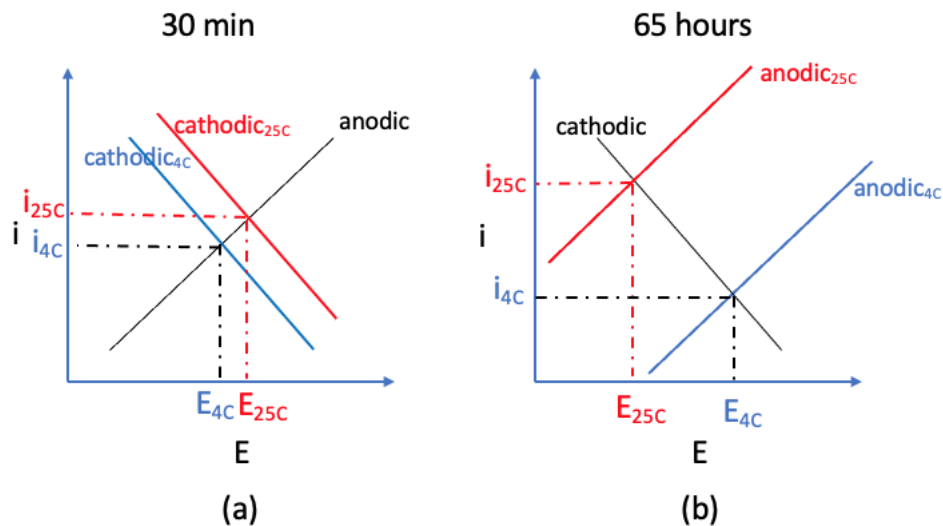 30 min
cathodic25C
anodic
cathodic4C
i25C
i
i4C
E4C
E25C
E
(a)
65 hours
anodic25C
cathodic
anodic4C
i25C
i
i4C
E25C
E4C
E
(b)